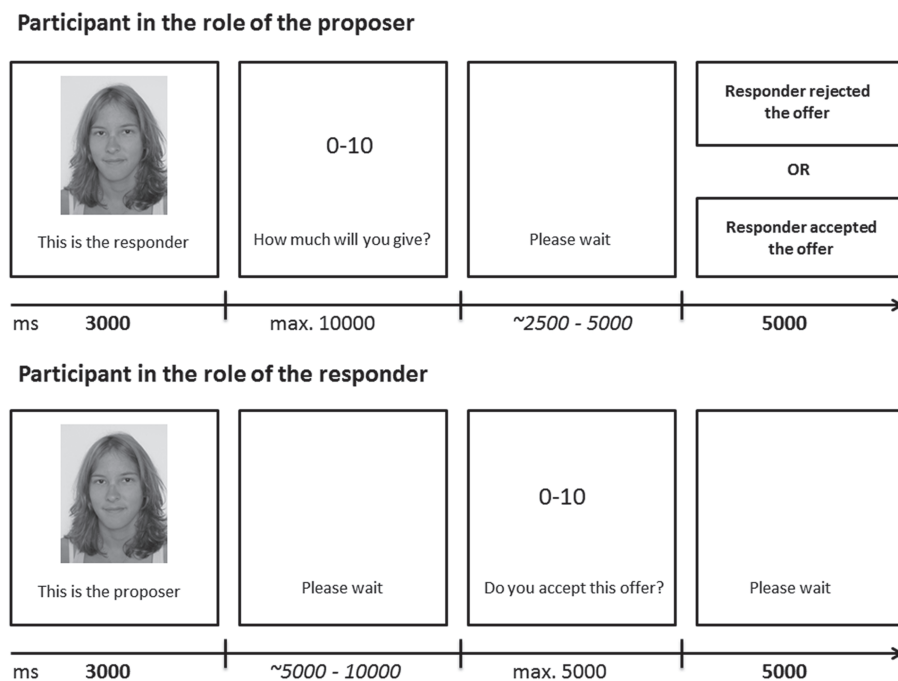 Participant in the role of the proposer
This is the responder
0-10
How much will you give?
Please wait
Responder rejected
the offer
OR
Responder accepted
the offer
ms 3000 max. 10000 ~2500 - 5000 5000
Participant in the role of the responder
This is the proposer
Please wait
0-10
Do you accept this offer?
Please wait
ms 3000 ~5000 - 10000 max. 5000 5000